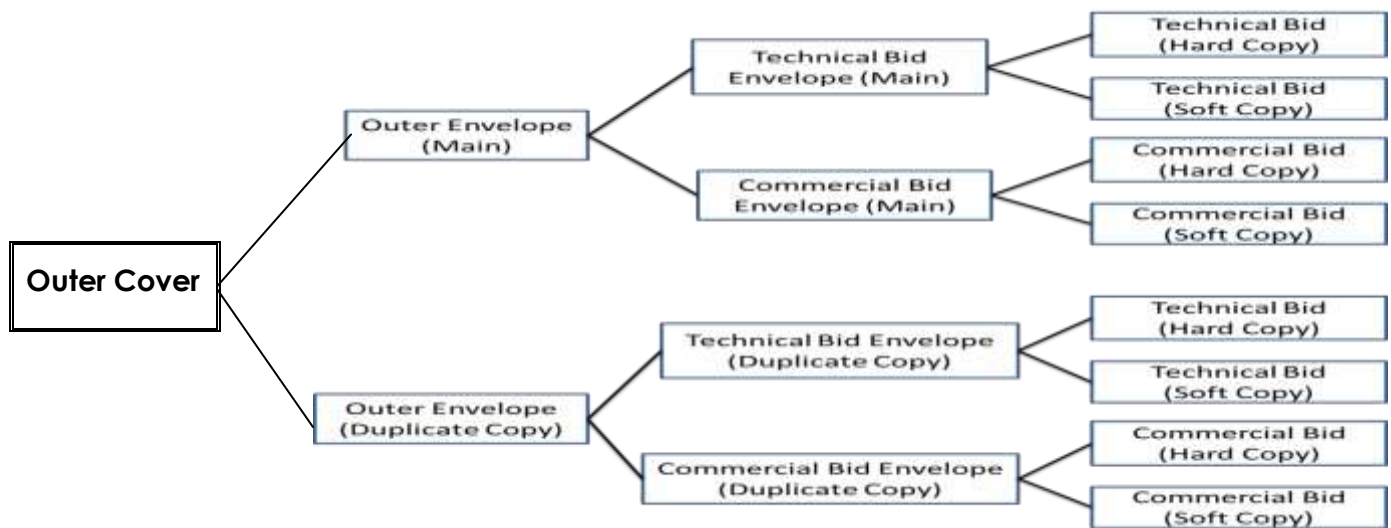 Outer Cover
Outer Envelope
(Main)
Technical Bid
Envelope (Main)
Technical Bid
(Hard Copy)
Technical Bid
(Soft Copy)
Commercial Bid
Envelope (Main)
Commercial Bid
(Hard Copy)
Commercial Bid
(Soft Copy)
Outer Envelope
(Duplicate Copy)
Technical Bid Envelope
(Duplicate Copy)
Technical Bid
(Hard Copy)
Technical Bid
(Soft Copy)
Commercial Bid Envelope
(Duplicate Copy)
Commercial Bid
(Hard Copy)
Commercial Bid
(Soft Copy)